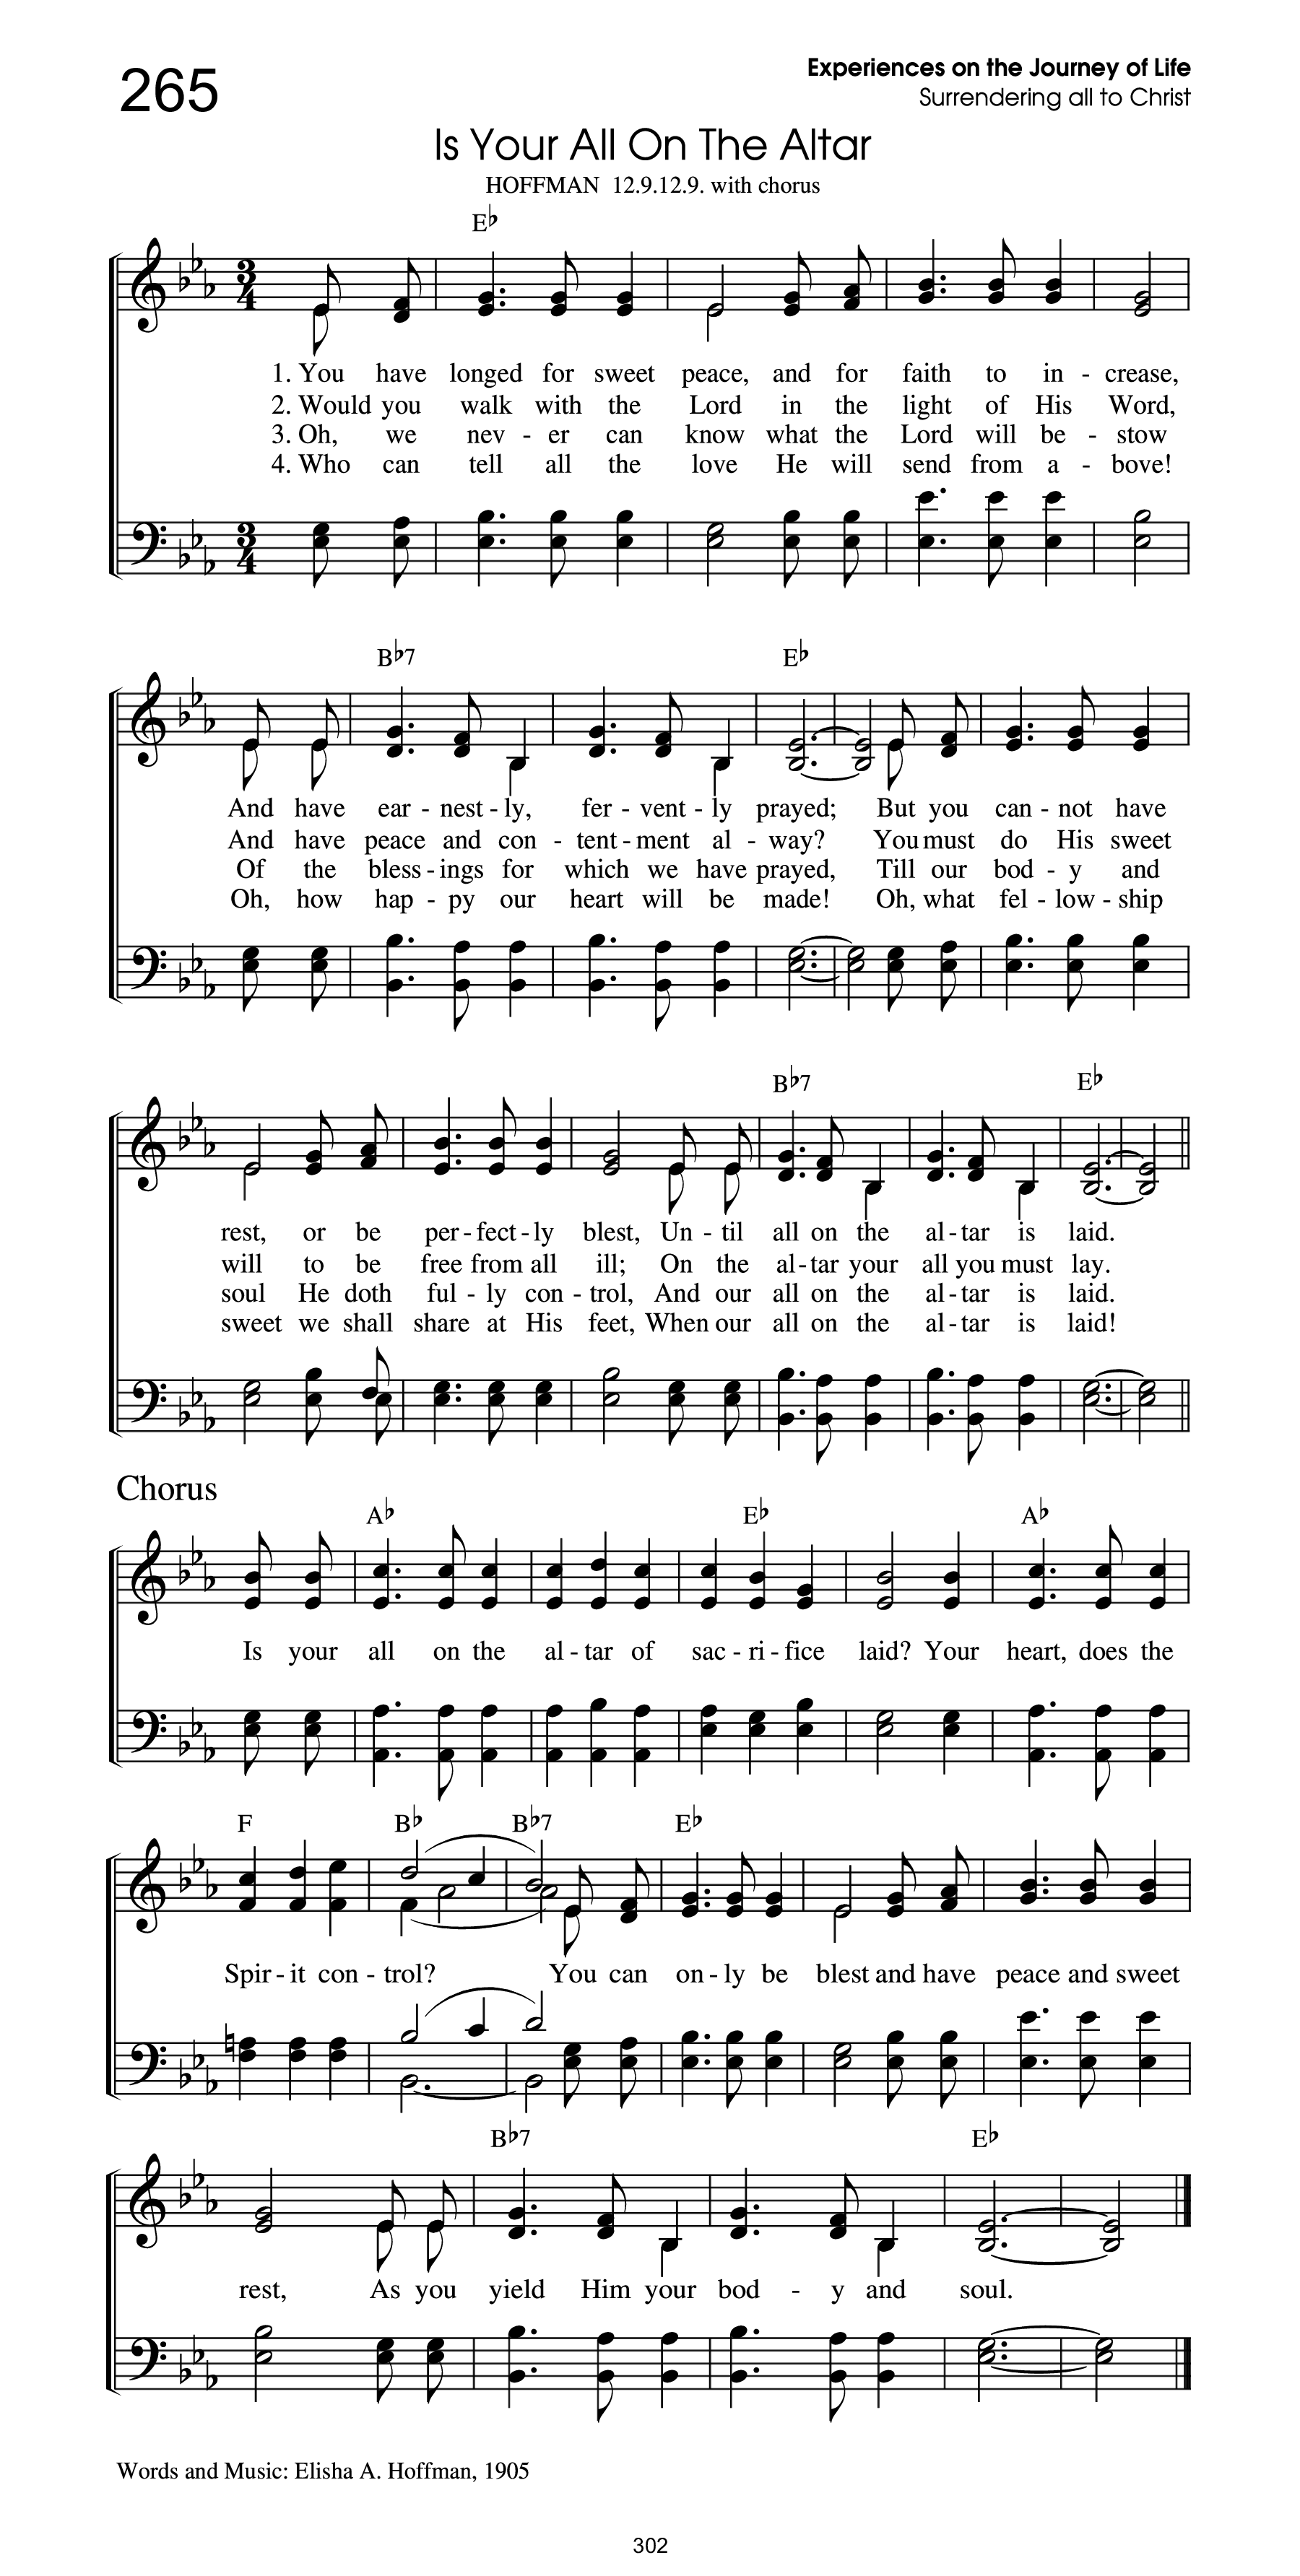 265
Experiences on the Journey of Life
Surrendering all to Christ
Is Your All On The Altar
HOFFMAN 12.9.12.9. with chorus
E♭
1. You have longed for sweet peace, and for faith to in - crease,
2. Would you walk with the Lord in the light of His Word,
3. Oh, we nev - er can know what the Lord will be - stow
4. Who can tell all the love He will send from a - bove!
B♭7 E♭
And have ear - nest - ly, fer - vent - ly prayed; But you can - not have
And have peace and con - tent - ment al - way? You must do His sweet
Of the bless - ings for which we have prayed, Till our bod - y and
Oh, how hap - py our heart will be made! Oh, what fel - low - ship
B♭7 E♭
rest, or be per - fect - ly blest, Un - til all on the al - tar is laid.
will to be free from all ill; On the al - tar your all you must lay.
soul He doth ful - ly con - trol, And our all on the al - tar is laid.
sweet we shall share at His feet, When our all on the al - tar is laid!
Chorus
A♭ E♭ A♭
Is your all on the al - tar of sac - ri - fice laid? Your heart, does the
F B♭ B♭7 E♭
Spir - it con - trol? You can on - ly be blest and have peace and sweet
B♭7 E♭
rest, As you yield Him your bod - y and soul.
Words and Music: Elisha A. Hoffman, 1905
302